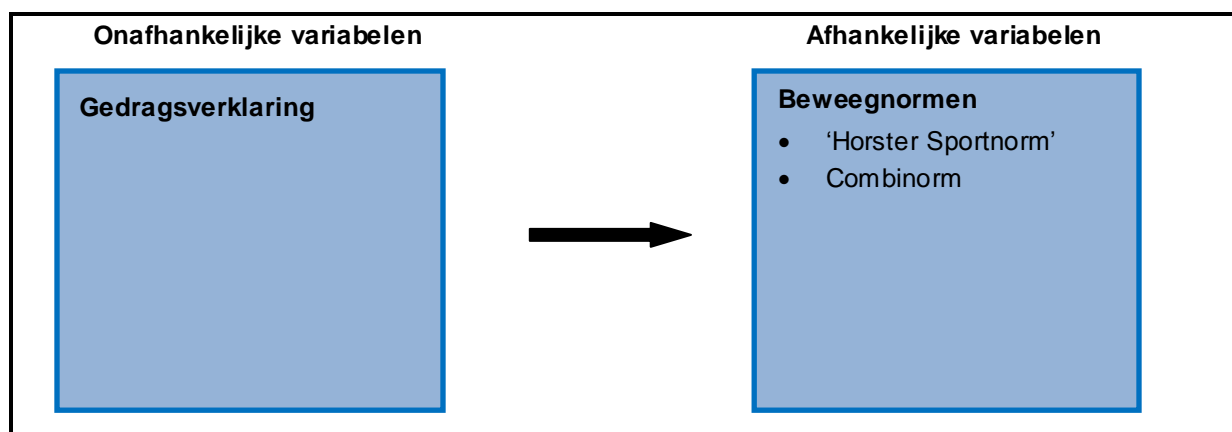 Onafhankelijke variabelen
Afhankelijke variabelen
Gedragsverklaring
Beweegnormen
• ‘Horster Sportnorm’
• Combinorm